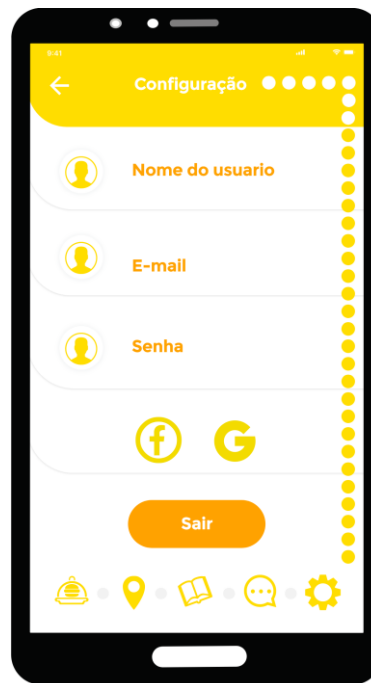 9:41
Configuração
Nome do usuario
E-mail
Senha
f G
Sair